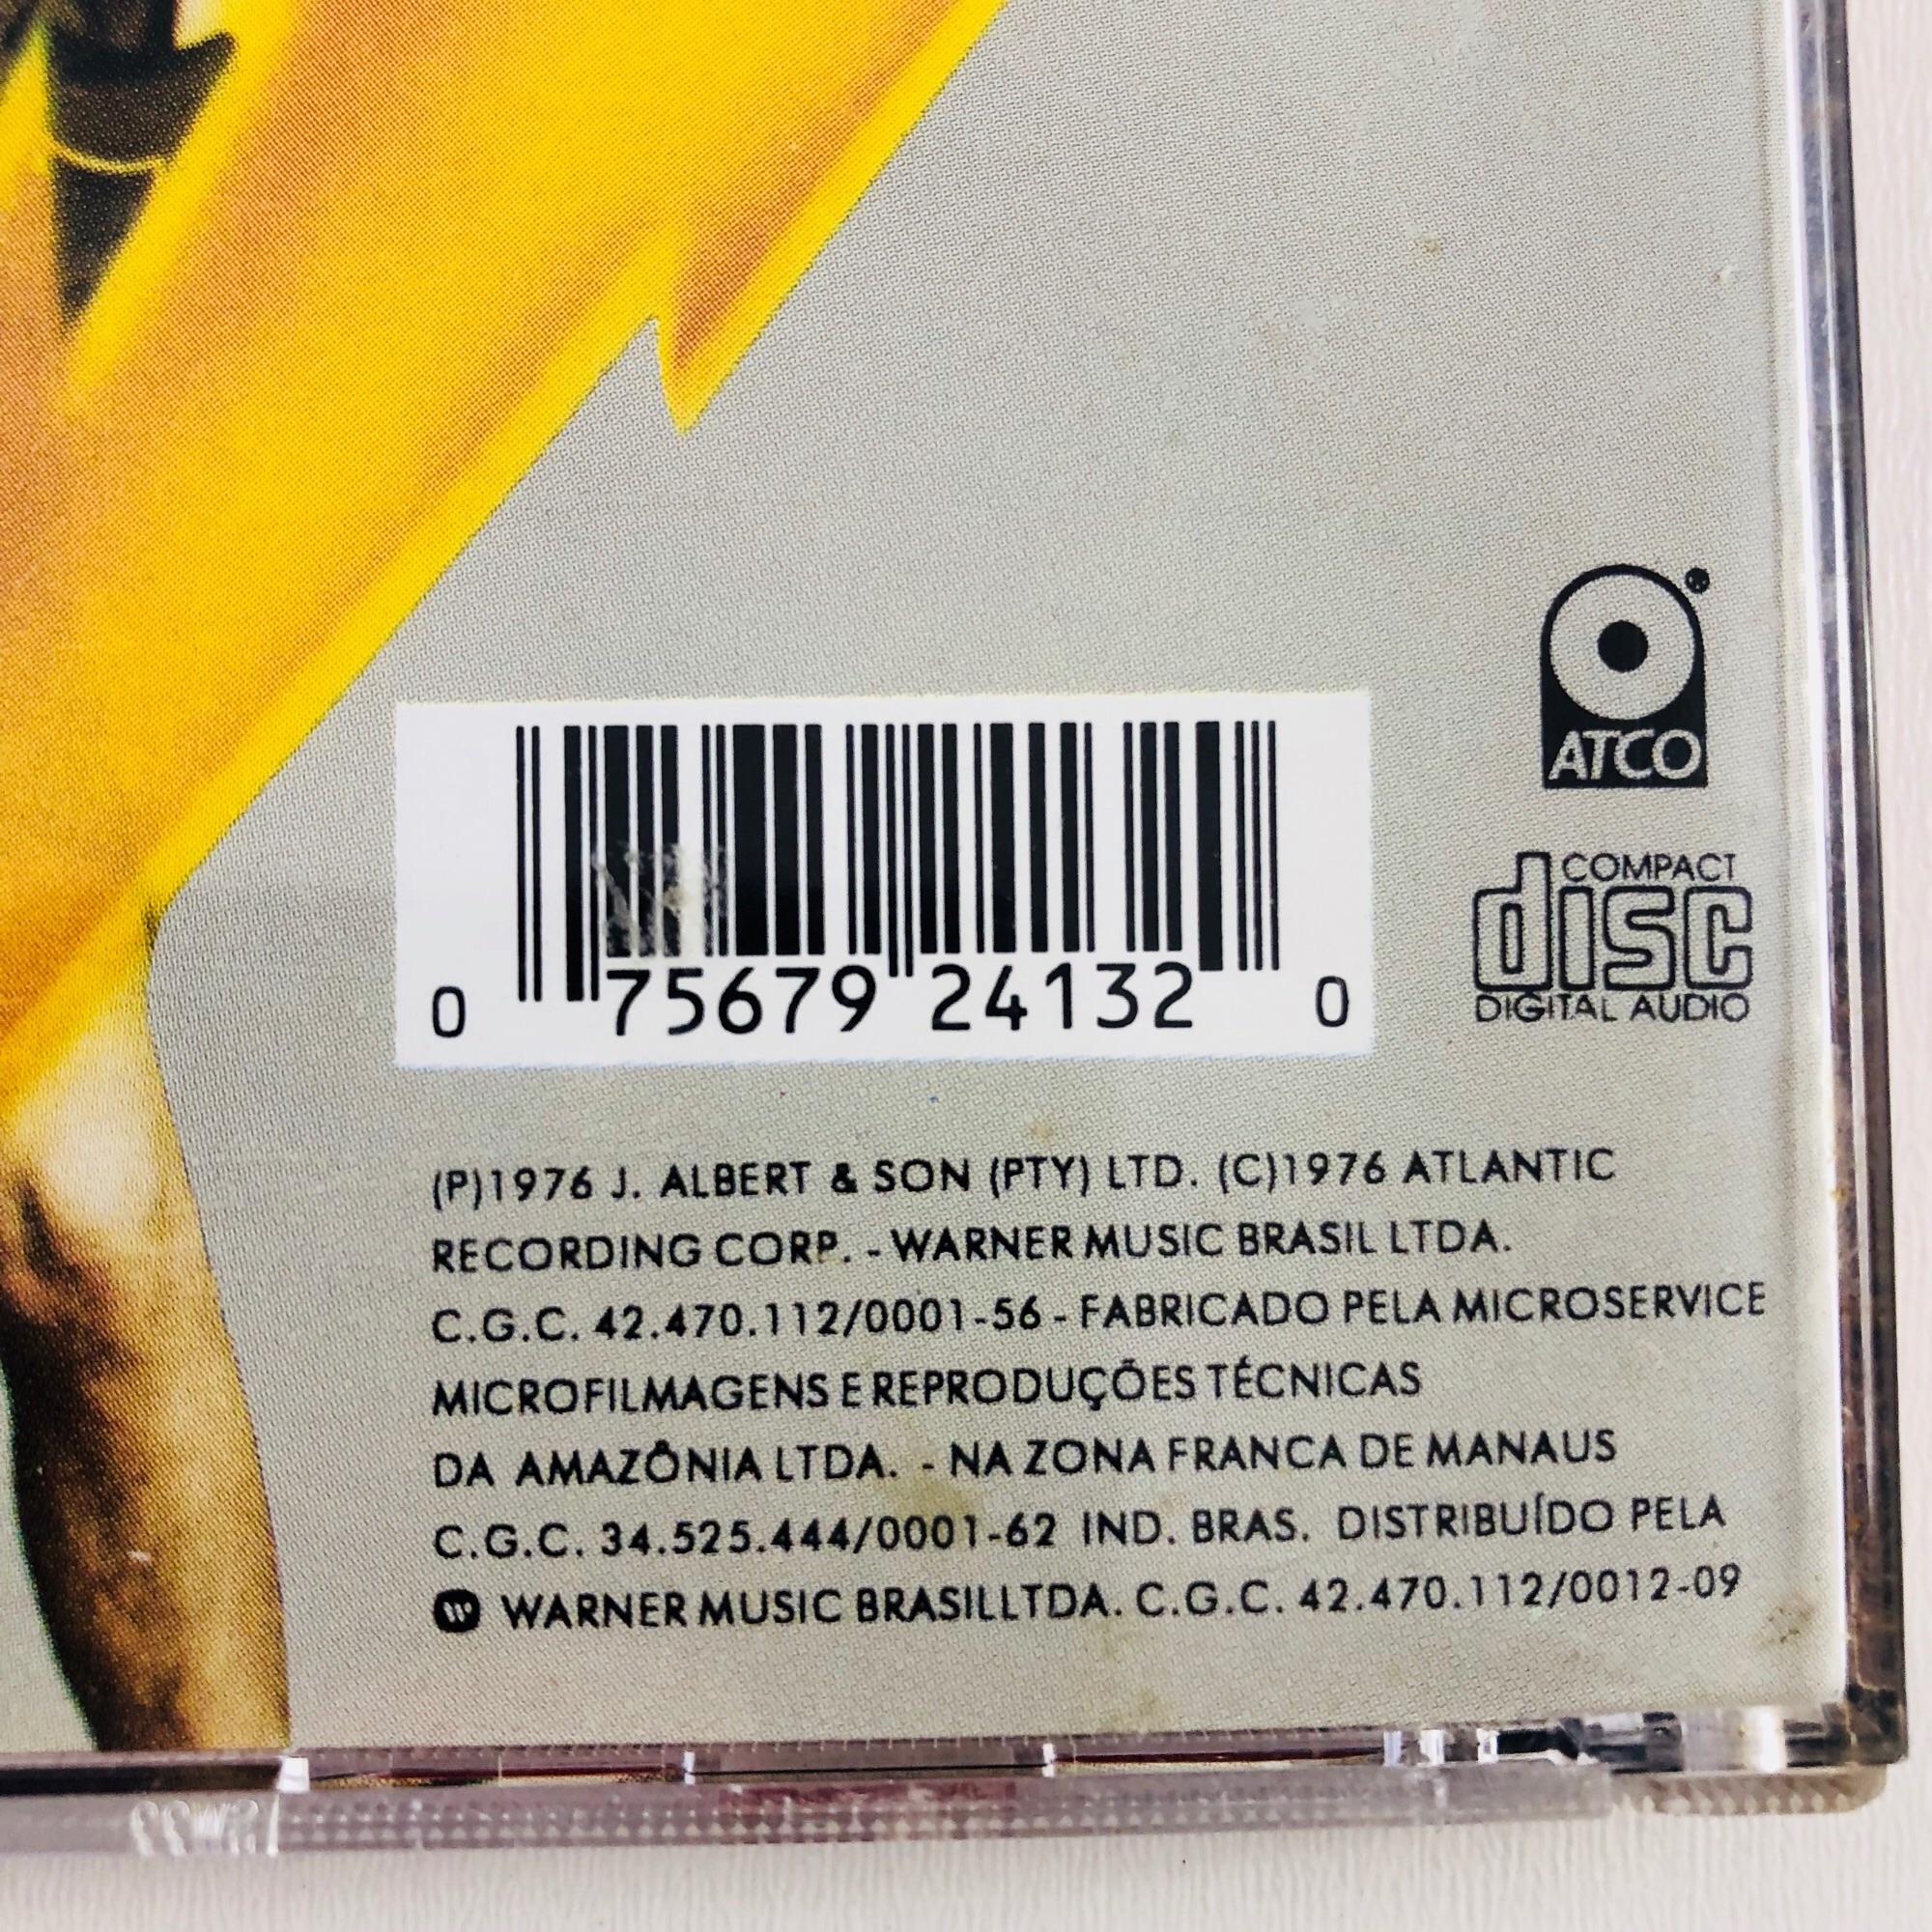 ATCO
0 75679 24132 0
COMPACT
disc
DIGITAL AUDIO
(P)1976 J. ALBERT & SON (PTY) LTD. (C)1976 ATLANTIC
RECORDING CORP. - WARNER MUSIC BRASIL LTDA.
C.G.C. 42.470.112/0001-56 - FABRICADO PELA MICROSERVICE
MICROFILMAGENS E REPRODUÇÕES TÉCNICAS
DA AMAZÔNIA LTDA. - NA ZONA FRANCA DE MANAUS
C.G.C. 34.525.444/0001-62 IND. BRAS. DISTRIBUÍDO PELA
W WARNER MUSIC BRASILLTDA. C.G.C. 42.470.112/0012-09